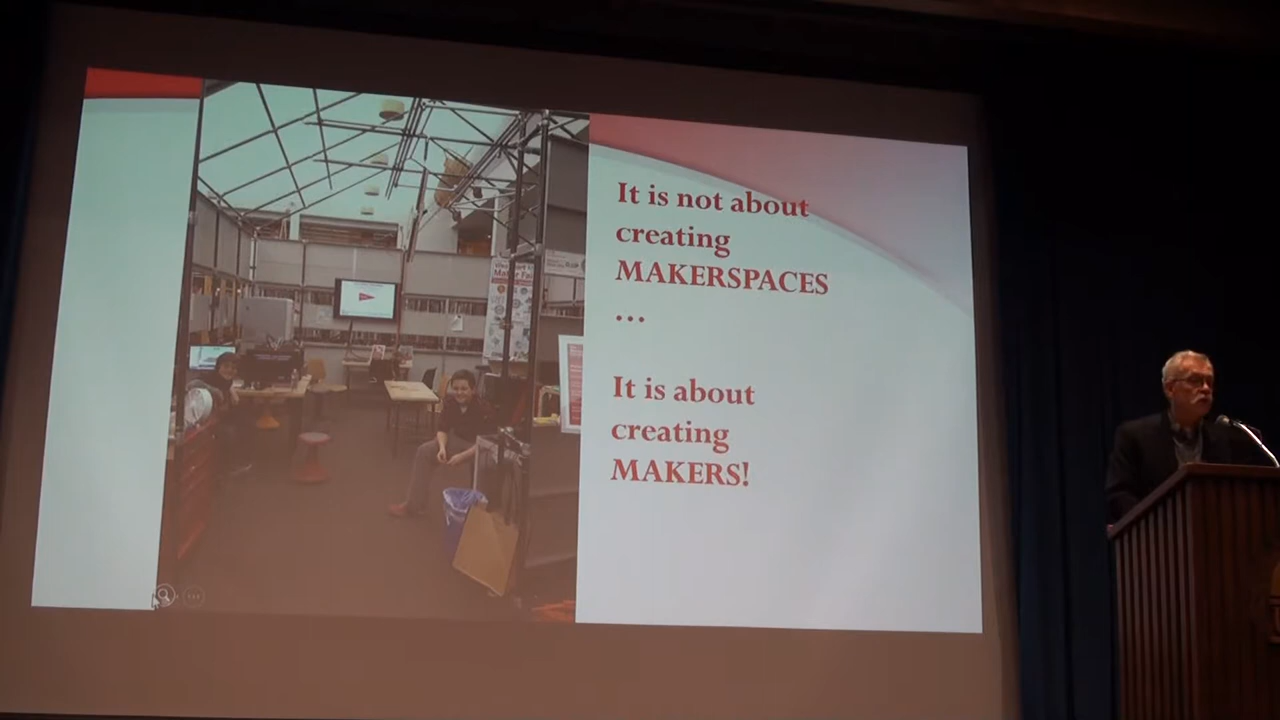 It is not about
creating
MAKERSPACES
...
It is about
creating
MAKERS!